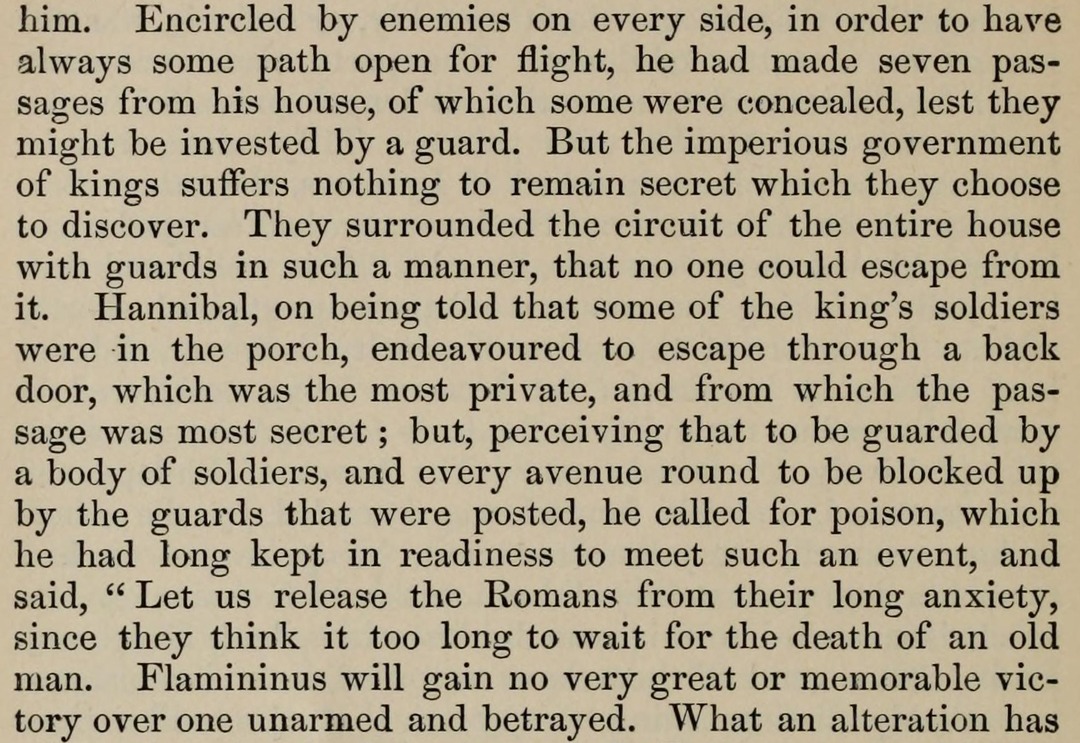 him. Encircled by enemies on every side, in order to have
always some path open for flight, he had made seven pas-
sages from his house, of which some were concealed, lest they
might be invested by a guard. But the imperious government
of kings suffers nothing to remain secret which they choose
to discover. They surrounded the circuit of the entire house
with guards in such a manner, that no one could escape from
it. Hannibal, on being told that some of the king's soldiers
were in the porch, endeavoured to escape through a back
door, which was the most private, and from which the pas-
sage was most secret ; but, perceiving that to be guarded by
a body of soldiers, and every avenue round to be blocked up
by the guards that were posted, he called for poison, which
he had long kept in readiness to meet such an event, and
said, “ Let us release the Romans from their long anxiety,
since they think it too long to wait for the death of an old
man. Flamininus will gain no very great or memorable vic-
tory over one unarmed and betrayed. What an alteration has